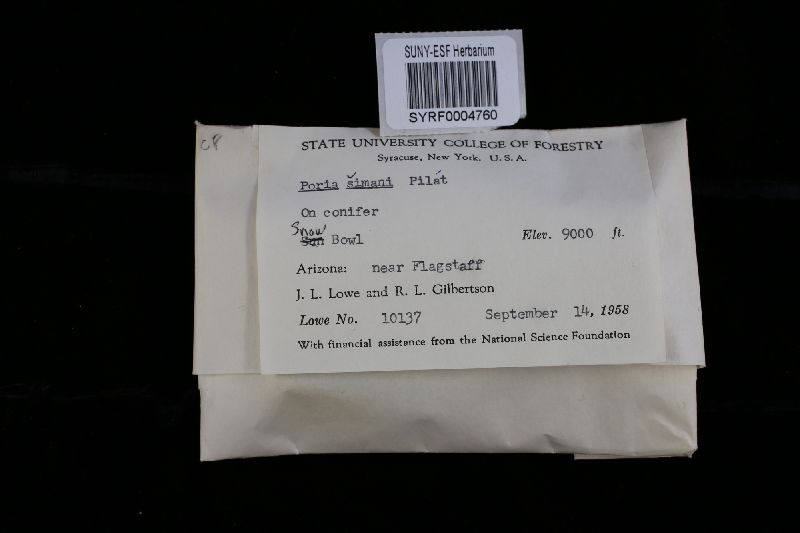 SUNY-ESF Herbarium
SYRF0004760
C8
STATE UNIVERSITY COLLEGE OF FORESTRY
Syracuse, New York, U. S. A.
Poria šimani Pilát
On conifer
Snow
Sun Bowl Elev. 9000 ft.
Arizona: near Flagstaff
J. L. Lowe and R. L. Gilbertson
Lowe No. 10137 September 14, 1958
With financial assistance from the National Science Foundation